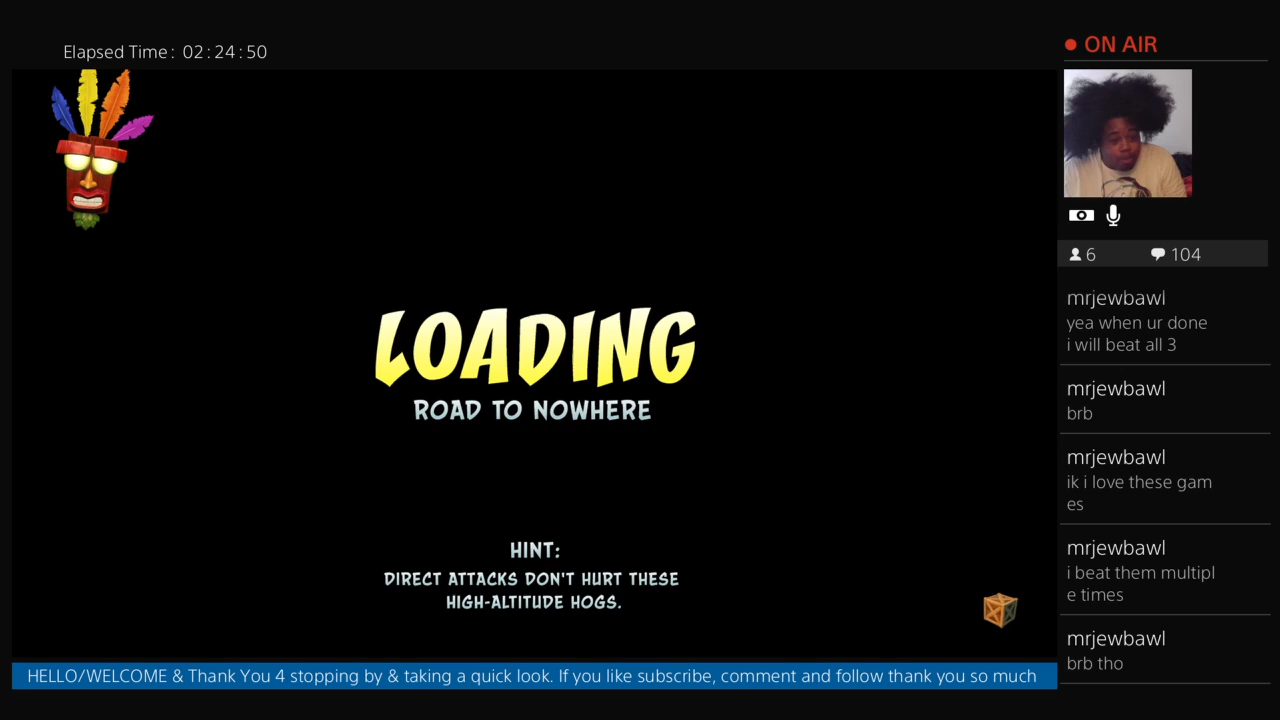 Elapsed Time: 02:24:50
ON AIR
6 104
LOADING
ROAD TO NOWHERE
HINT:
DIRECT ATTACKS DON'T HURT THESE
HIGH-ALTITUDE HOGS.
mrjewbawl
yea when ur done
i will beat all 3
mrjewbawl
brb
mrjewbawl
ik i love these gam
es
mrjewbawl
i beat them multipl
e times
mrjewbawl
brb tho
HELLO/WELCOME & Thank You 4 stopping by & taking a quick look. If you like subscribe, comment and follow thank you so much